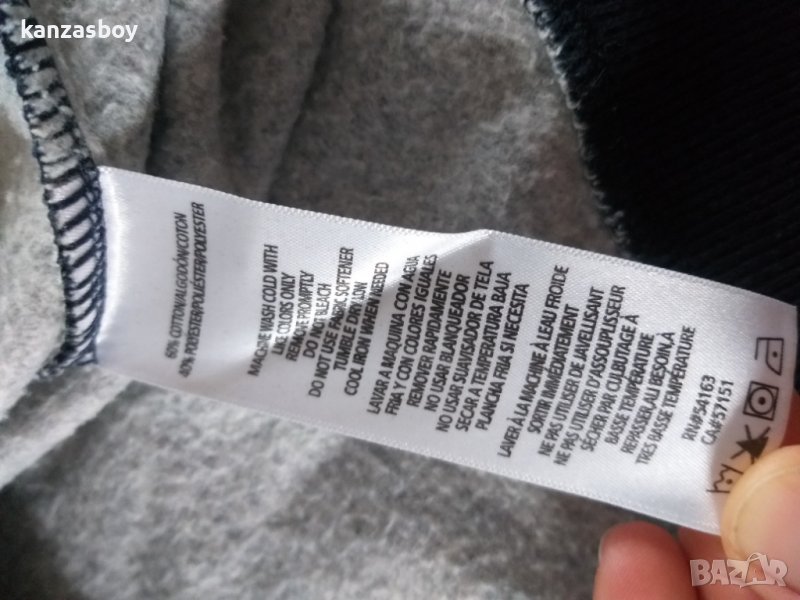 kanzasboy
60% COTTON/ALGODÓN/COTON
40% POLYESTER/POLIÉSTER/POLYESTER
MACHINE WASH COLD WITH
LIKE COLORS ONLY
REMOVE PROMPTLY
DO NOT BLEACH
DO NOT USE FABRIC SOFTENER
TUMBLE DRY LOW
COOL IRON WHEN NEEDED
LAVAR A MAQUINA CON AGUA
FRIA Y CON COLORES IGUALES
REMOVER RAPIDAMENTE
NO USAR BLANQUEADOR
NO USAR SUAVISADOR DE TELA
SECAR A TEMPERATURA BAJA
PLANCHA FRIA SI NECESITA
LAVER À LA MACHINE À L'EAU FROIDE
SORTIR IMMÉDIATEMENT
NE PAS UTILISER DE JAVELLISANT
NE PAS UTILISER D'ASSOUPLISSEUR
SÉCHER PAR CULBUTAGE À
BASSE TEMPÉRATURE
REPASSER AU BESOIN À
TRES BASSE TEMPÉRATURE
RN#54163
CA#57151
BAZAR